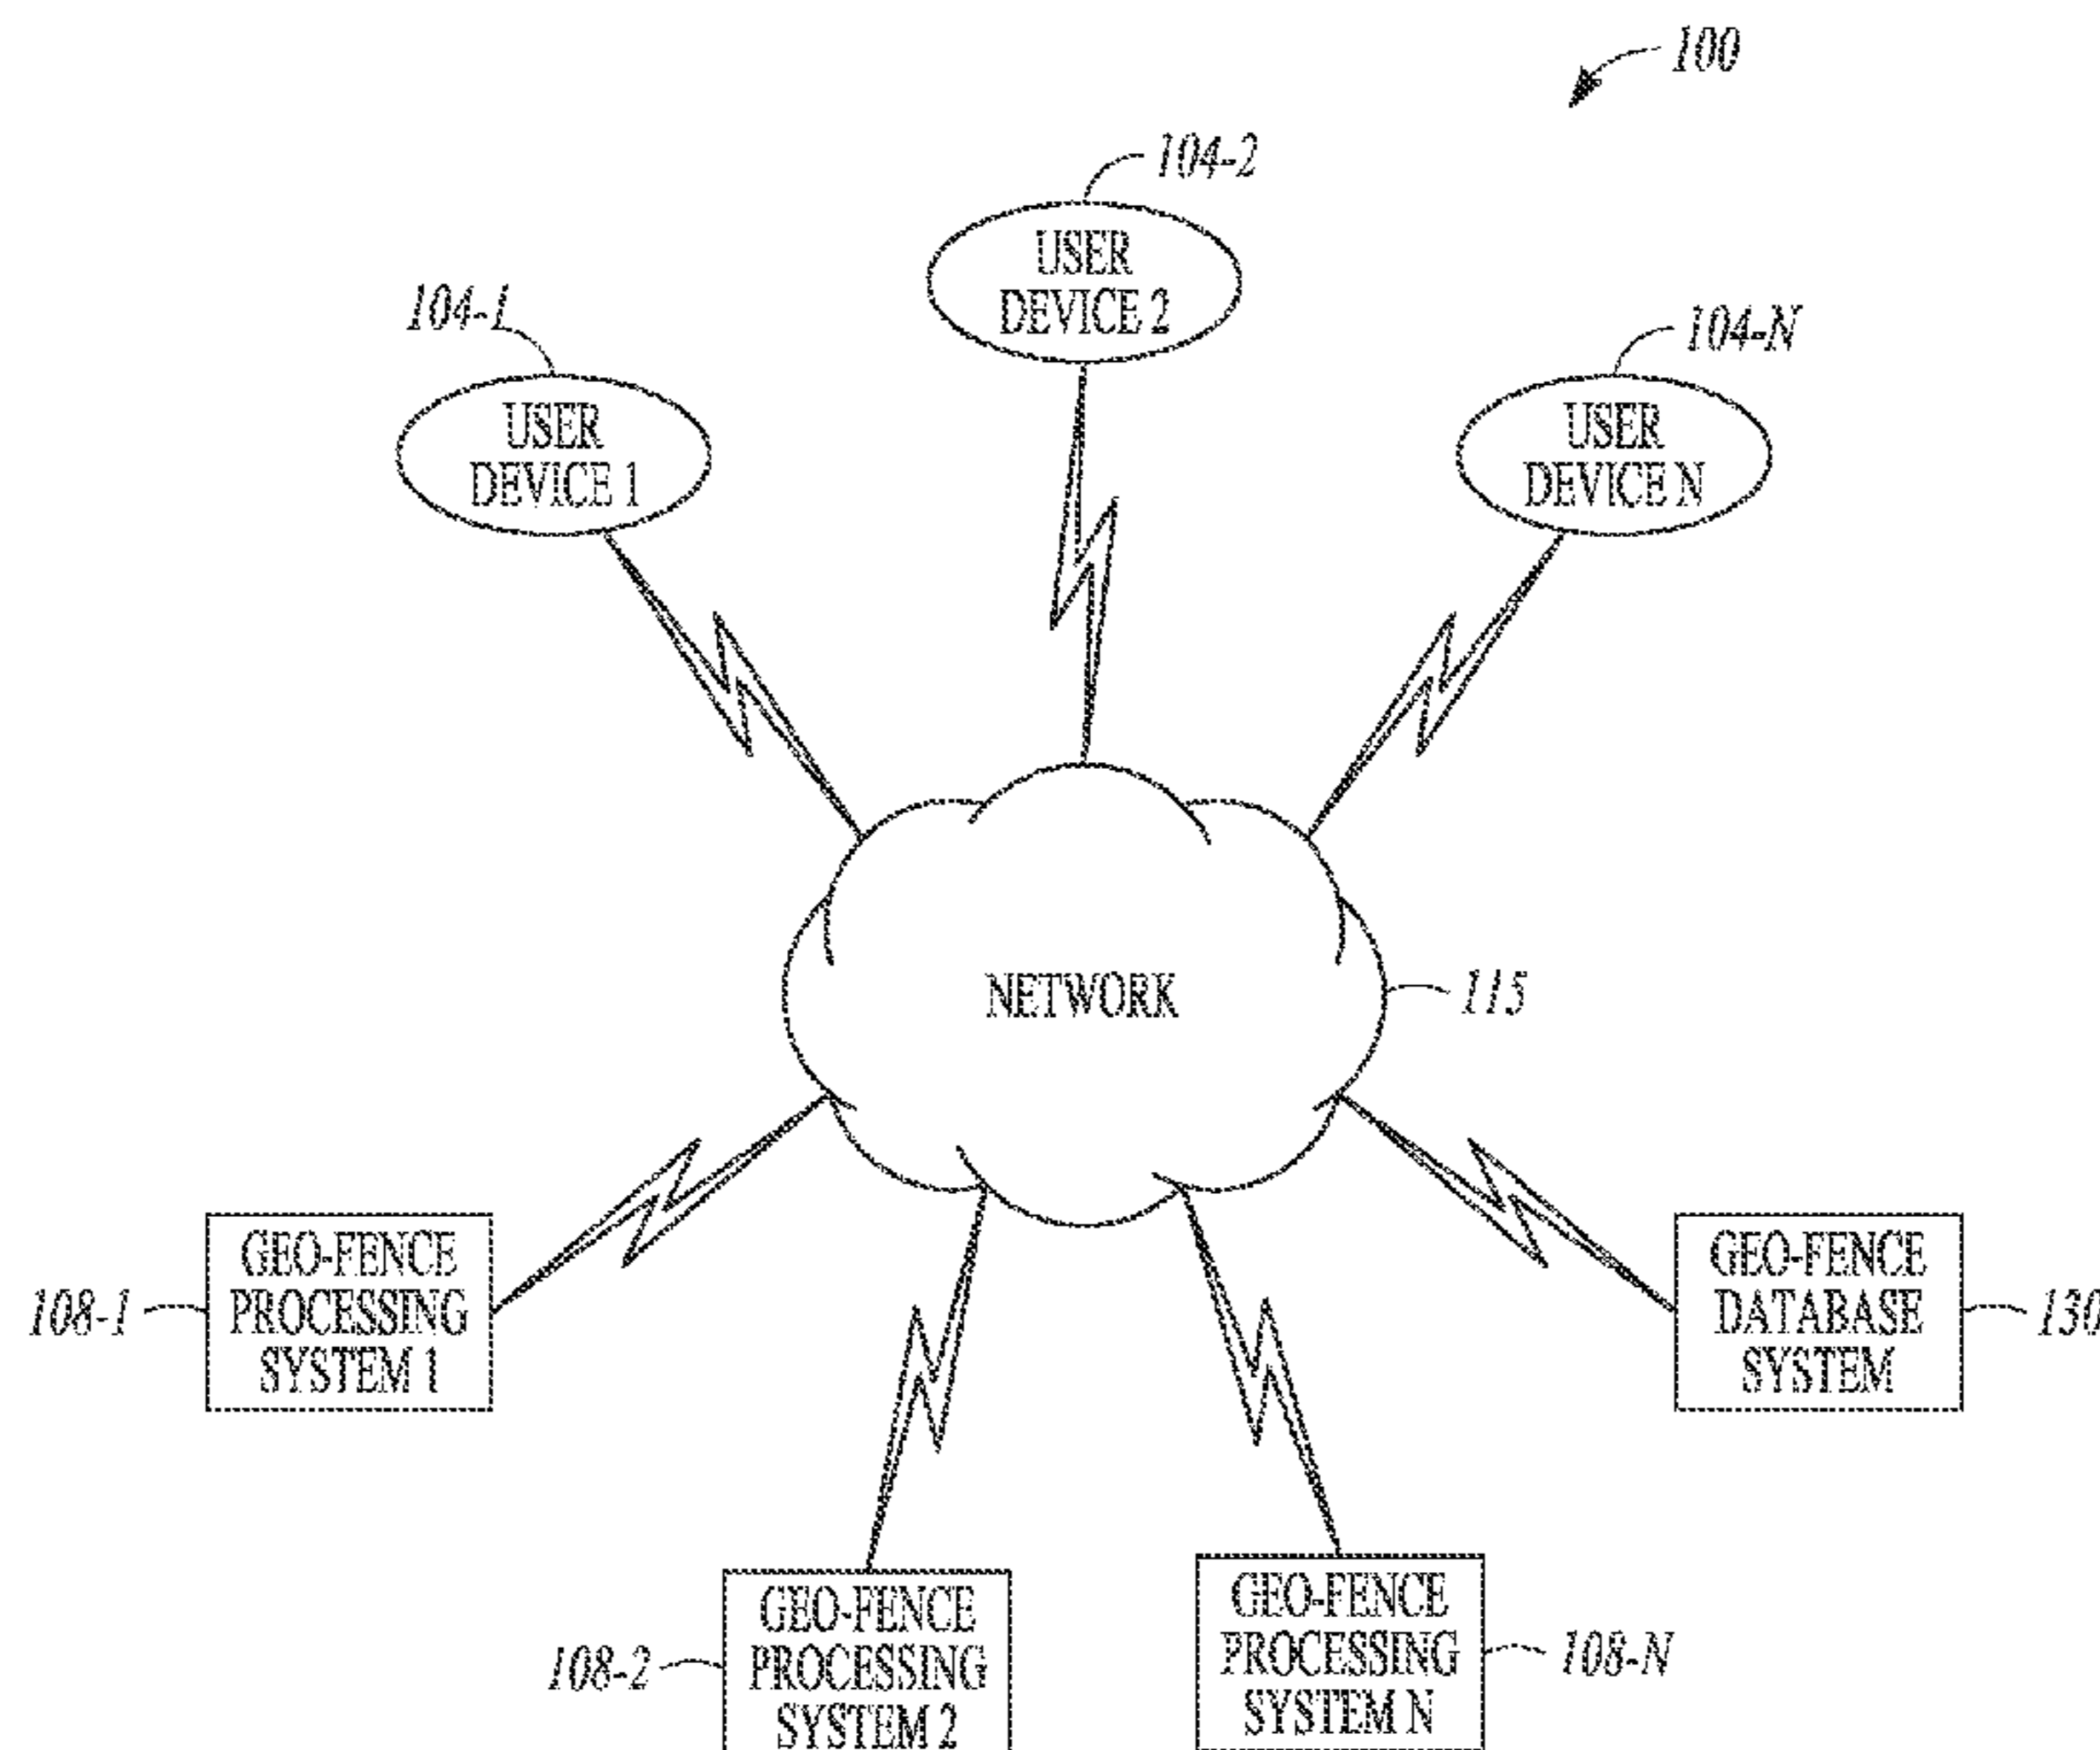 100
104-2
USER
DEVICE 2
104-1
USER
DEVICE 1
104-N
USER
DEVICE N
NETWORK
115
108-1
GEO-FENCE
PROCESSING
SYSTEM 1
GEO-FENCE
DATABASE
SYSTEM
130
108-2
GEO-FENCE
PROCESSING
SYSTEM 2
GEO-FENCE
PROCESSING
SYSTEM N
108-N